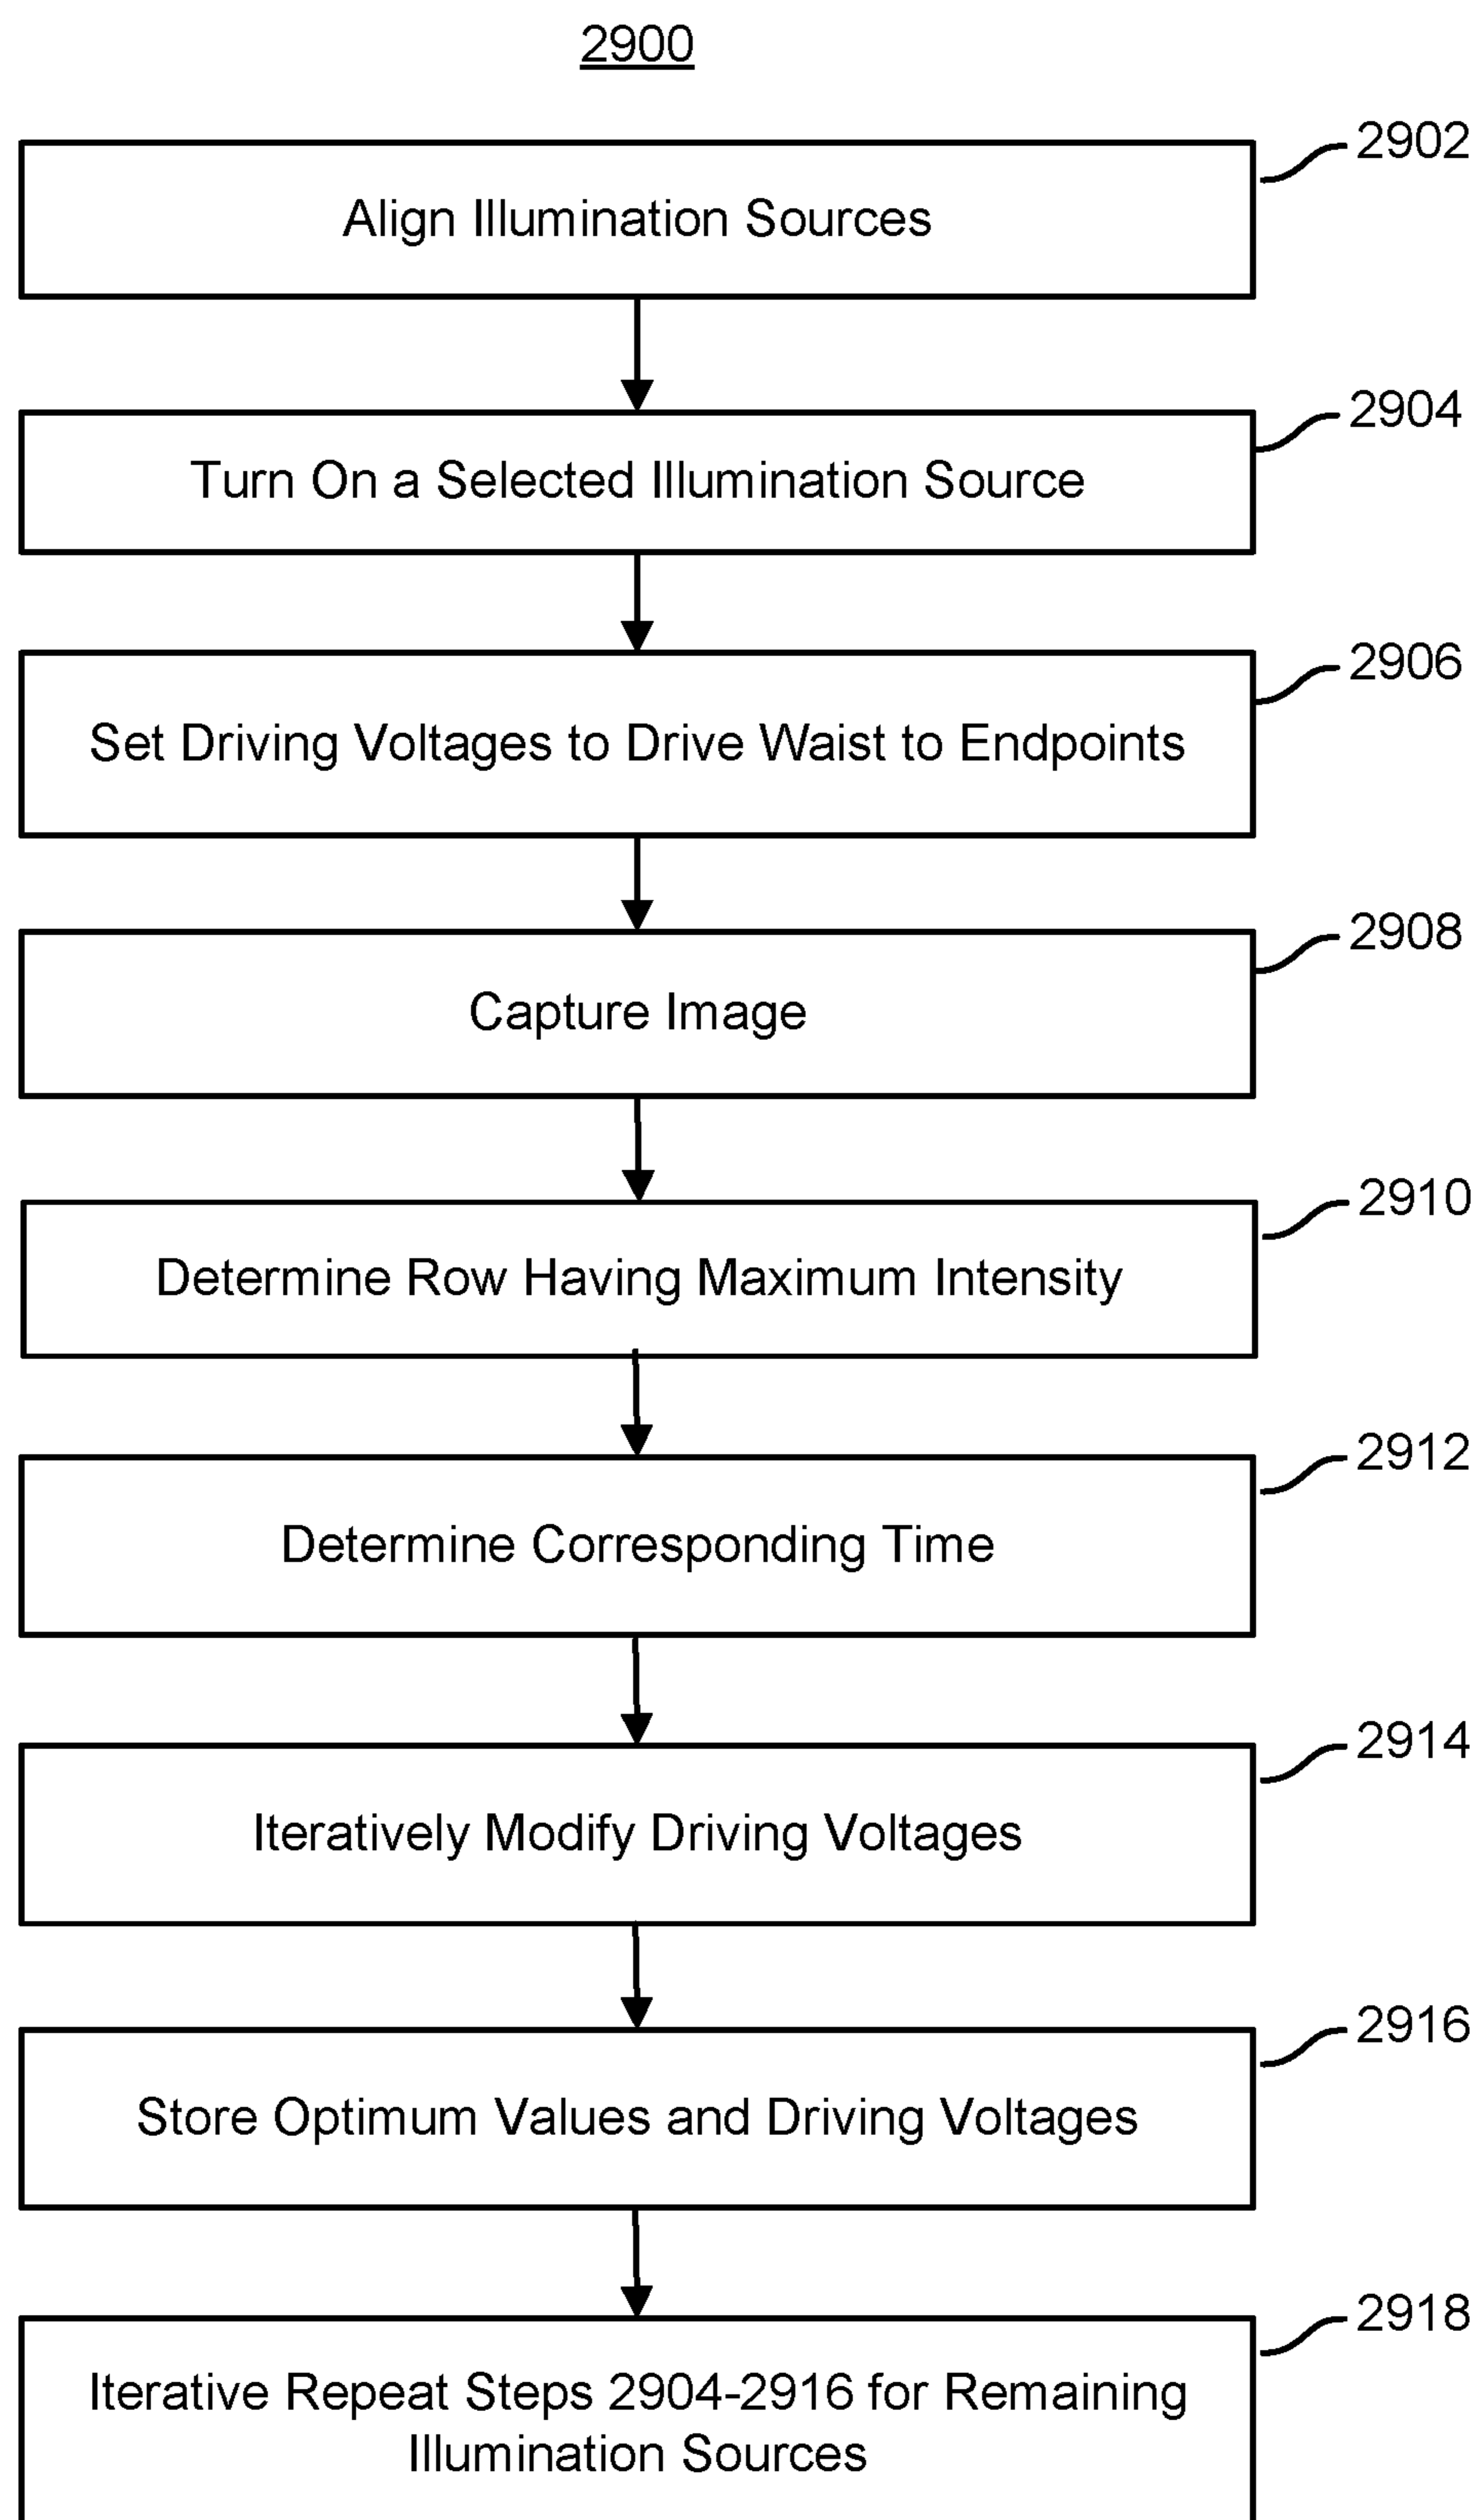 2900
2902
Align Illumination Sources
2904
Turn On a Selected Illumination Source
2906
Set Driving Voltages to Drive Waist to Endpoints
2908
Capture Image
2910
Determine Row Having Maximum Intensity
2912
Determine Corresponding Time
2914
Iteratively Modify Driving Voltages
2916
Store Optimum Values and Driving Voltages
2918
Iterative Repeat Steps 2904-2916 for Remaining
Illumination Sources